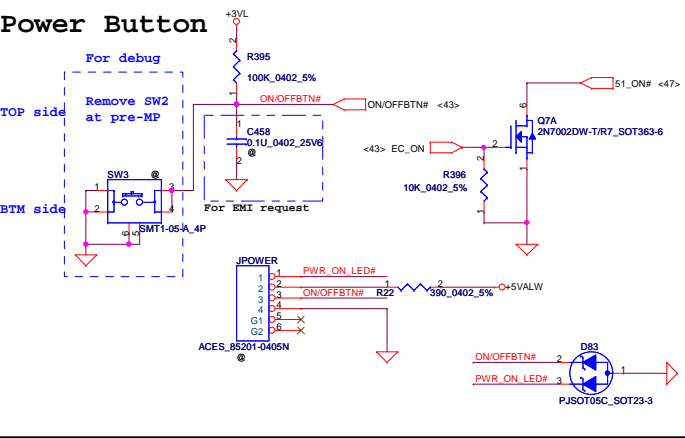 Power Button
+3VL
2
R395
100K_0402_5%
1
ON/OFFBTN#
ON/OFFBTN# <43>
For debug
TOP side
Remove SW2
at pre-MP
1
C458
0.1U_0402_25V6
2
@
For EMI request
51_ON# <47>
6
Q7A
2N7002DW-T/R7_SOT363-6
<43> EC_ON
2
1
2
R396
10K_0402_5%
1
SW3
@
1
3
2
4
BTM side
SMT1-05-A_4P
6
5
JPOWER
1
1
PWR_ON_LED#
2
2
1
2
+5VALW
R22
390_0402_5%
3
3
ON/OFFBTN#
4
4
G1
5
G2
6
ACES_85201-0405N
@
D83
ON/OFFBTN#
2
1
PWR_ON_LED#
3
PJSOT05C_SOT23-3